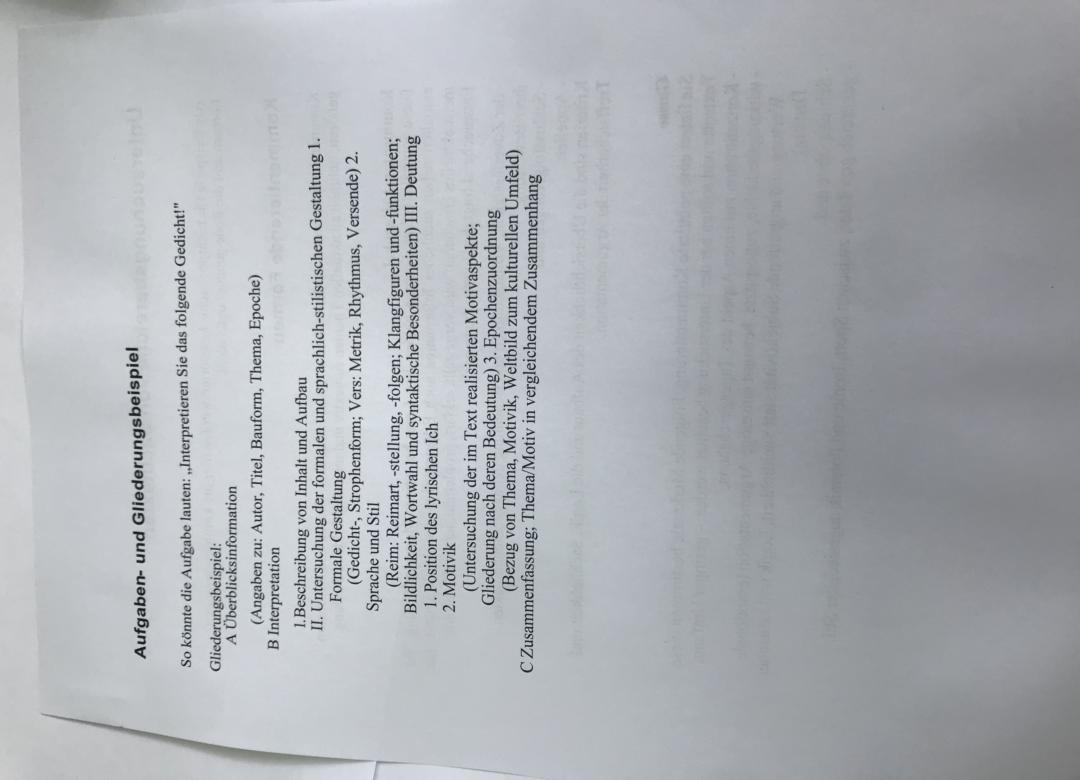 Aufgaben- und Gliederungsbeispiel
So könnte die Aufgabe lauten: „Interpretieren Sie das folgende Gedicht!"
Gliederungsbeispiel:
A Überblicksinformation
(Angaben zu: Autor, Titel, Bauform, Thema, Epoche)
B Interpretation
I.Beschreibung von Inhalt und Aufbau
II. Untersuchung der formalen und sprachlich-stilistischen Gestaltung 1.
Formale Gestaltung
(Gedicht-, Strophenform; Vers: Metrik, Rhythmus, Versende) 2.
Sprache und Stil
(Reim; Reimart, -stellung, -folgen; Klangfiguren und -funktionen;
Bildlichkeit, Wortwahl und syntaktische Besonderheiten) III. Deutung
1. Position des lyrischen Ich
2. Motivik
(Untersuchung der im Text realisierten Motivaspekte;
Gliederung nach deren Bedeutung) 3. Epochenzuordnung
(Bezug von Thema, Motivik, Weltbild zum kulturellen Umfeld)
C Zusammenfassung; Thema/Motiv in vergleichendem Zusammenhang